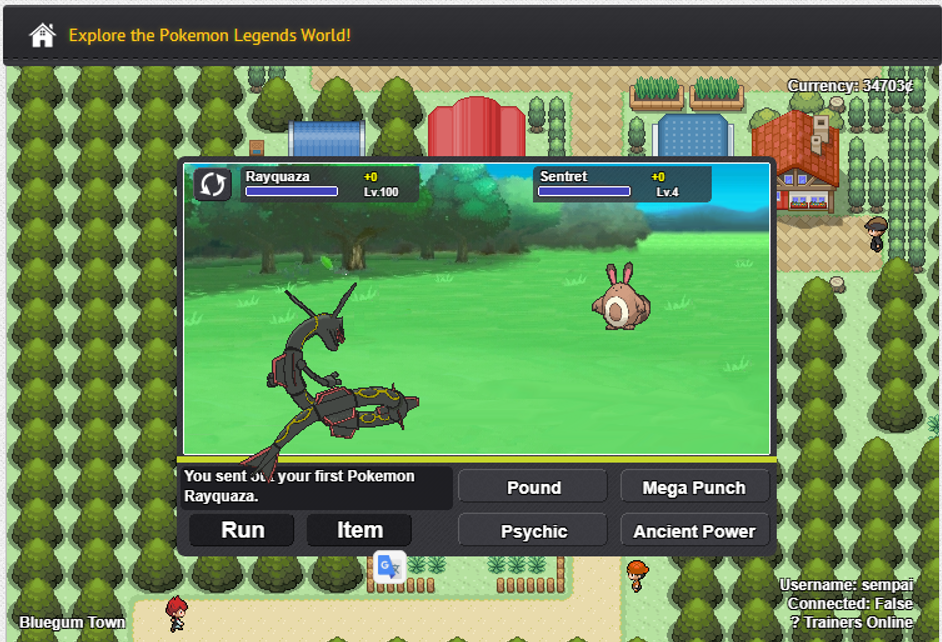 Explore the Pokemon Legends World!
Currency: 34703¢
Rayquaza +0
Lv.100
Sentret +0
Lv.4
You sent out your first Pokemon
Rayquaza.
Pound
Mega Punch
Run
Item
Psychic
Ancient Power
Username: sempai
Connected: False
? Trainers Online
Bluegum Town